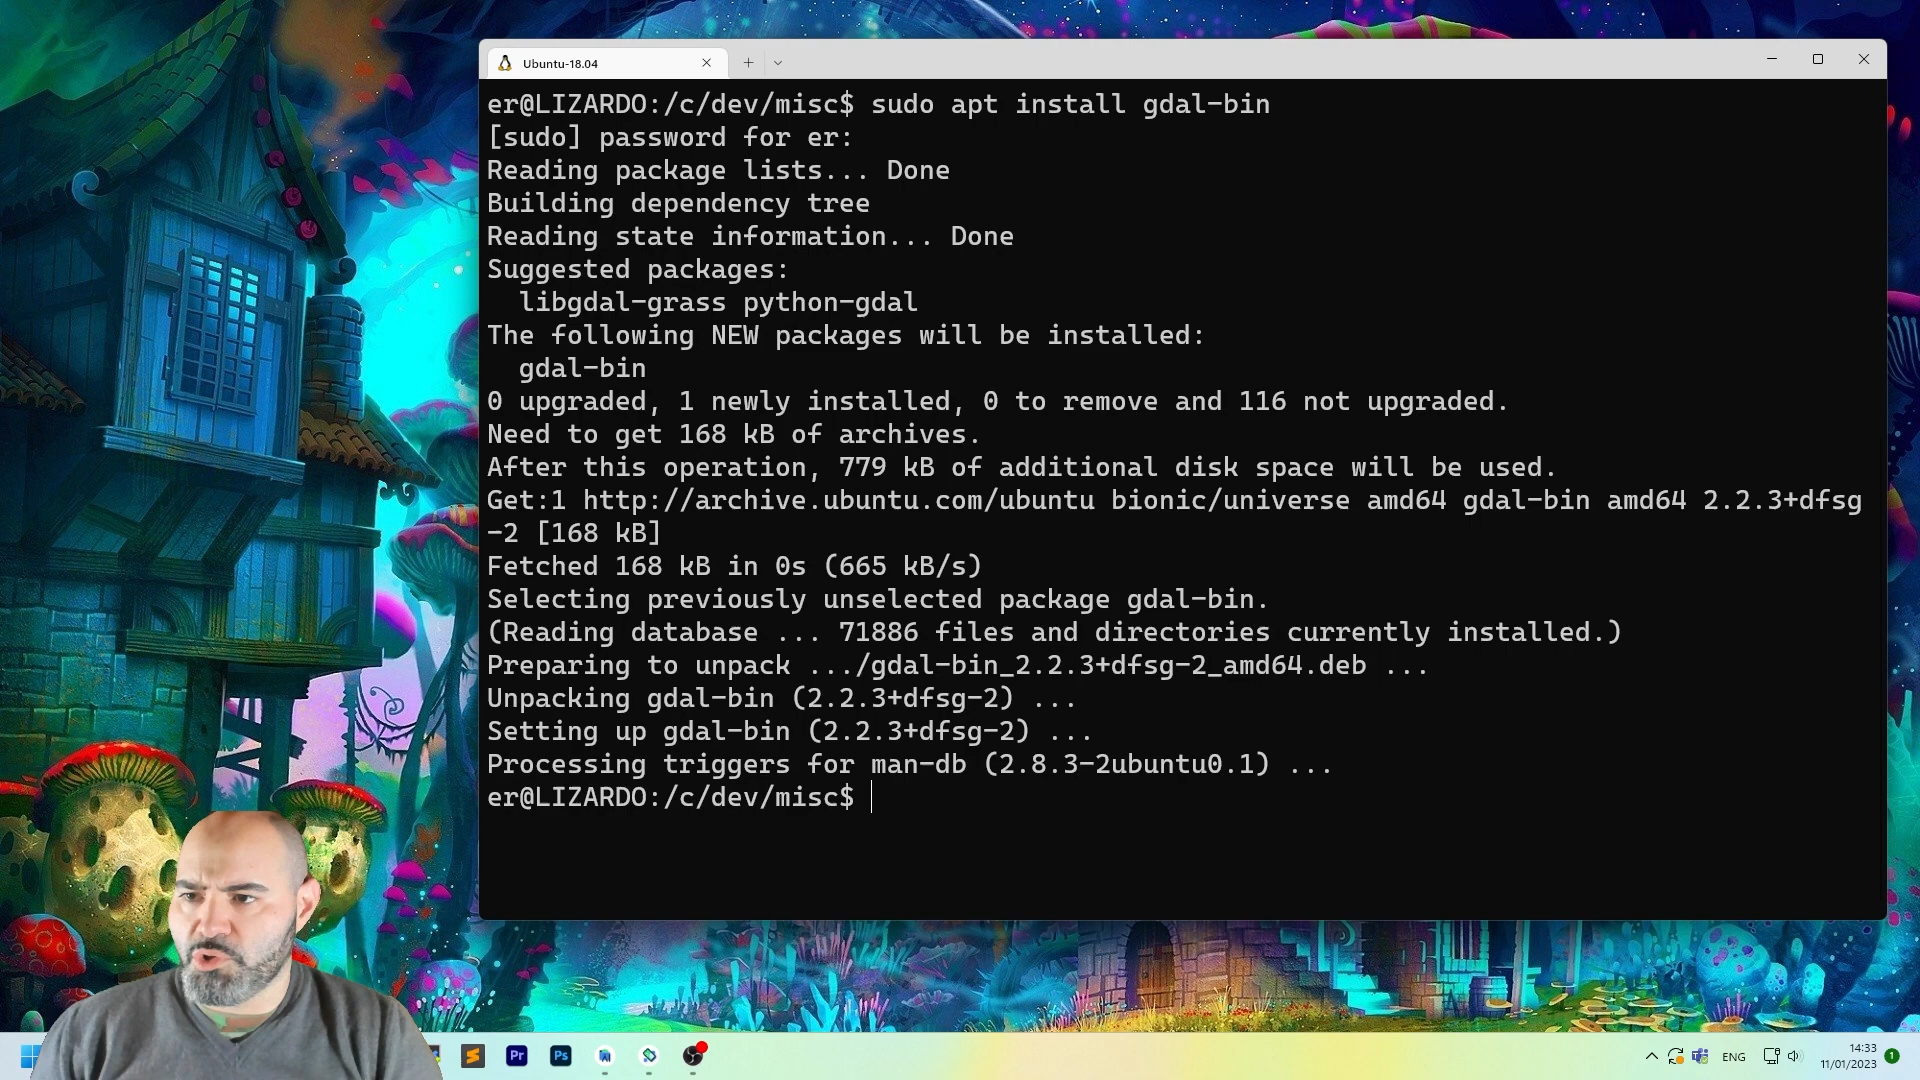 Ubuntu-18.04
er@LIZARDO:/c/dev/misc$ sudo apt install gdal-bin
[sudo] password for er:
Reading package lists... Done
Building dependency tree
Reading state information... Done
Suggested packages:
  libgdal-grass python-gdal
The following NEW packages will be installed:
  gdal-bin
0 upgraded, 1 newly installed, 0 to remove and 116 not upgraded.
Need to get 168 kB of archives.
After this operation, 779 kB of additional disk space will be used.
Get:1 http://archive.ubuntu.com/ubuntu bionic/universe amd64 gdal-bin amd64 2.2.3+dfsg
-2 [168 kB]
Fetched 168 kB in 0s (665 kB/s)
Selecting previously unselected package gdal-bin.
(Reading database ... 71886 files and directories currently installed.)
Preparing to unpack .../gdal-bin_2.2.3+dfsg-2_amd64.deb ...
Unpacking gdal-bin (2.2.3+dfsg-2) ...
Setting up gdal-bin (2.2.3+dfsg-2) ...
Processing triggers for man-db (2.8.3-2ubuntu0.1) ...
er@LIZARDO:/c/dev/misc$
Pr
Ps
ENG
14:33
11/01/2023
1